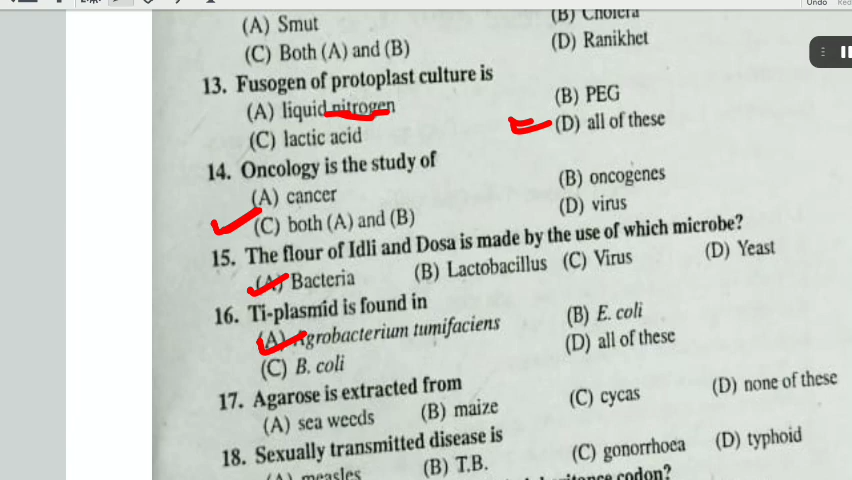 Undo
(A) Smut (B) Cholera
(C) Both (A) and (B) (D) Ranikhet
13. Fusogen of protoplast culture is
(A) liquid nitrogen (B) PEG
(C) lactic acid (D) all of these
14. Oncology is the study of
(A) cancer (B) oncogenes
(C) both (A) and (B) (D) virus
15. The flour of Idli and Dosa is made by the use of which microbe?
(A) Bacteria (B) Lactobacillus (C) Virus (D) Yeast
16. Ti-plasmid is found in
(A) Agrobacterium tumifaciens (B) E. coli
(C) B. coli (D) all of these
17. Agarose is extracted from
(A) sea weeds (B) maize (C) cycas (D) none of these
18. Sexually transmitted disease is
(A) measles (B) T.B. (C) gonorrhoea (D) typhoid
codon?